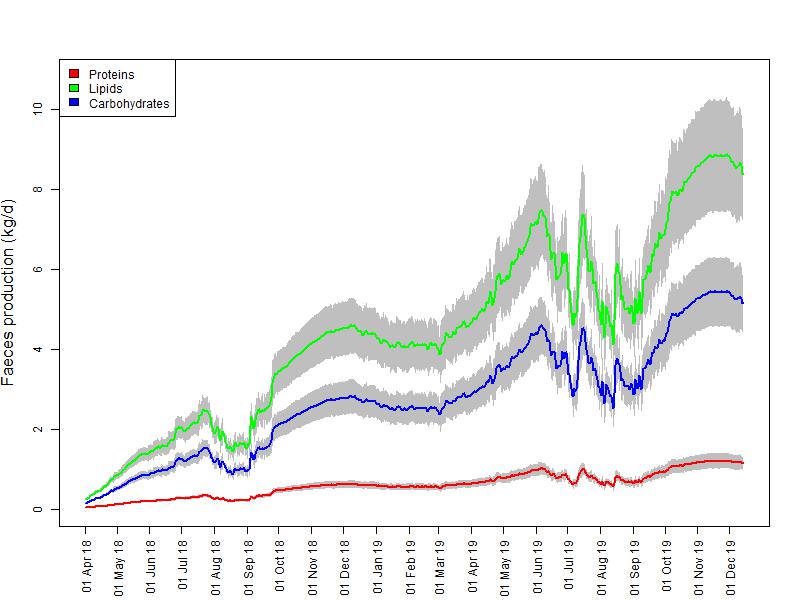 Proteins
Lipids
Carbohydrates
Faeces production (kg/d)
10
8
6
4
2
0
01 Apr 18
01 May 18
01 Jun 18
01 Jul 18
01 Aug 18
01 Sep 18
01 Oct 18
01 Nov 18
01 Dec 18
01 Jan 19
01 Feb 19
01 Mar 19
01 Apr 19
01 May 19
01 Jun 19
01 Jul 19
01 Aug 19
01 Sep 19
01 Oct 19
01 Nov 19
01 Dec 19